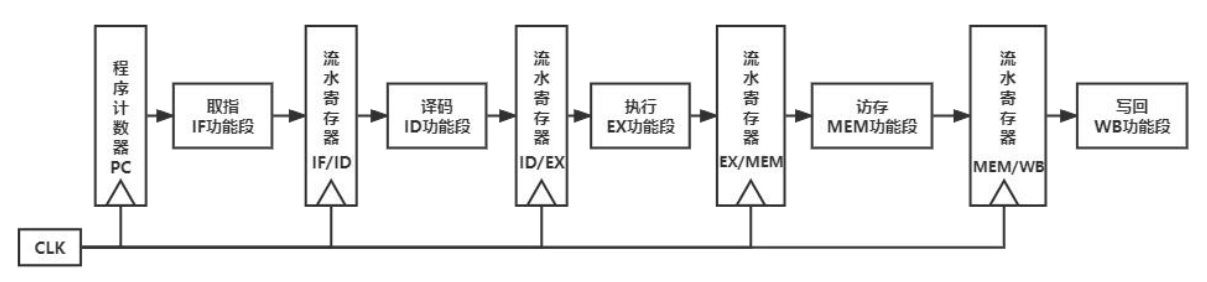 程序计数器
PC
取指
IF功能段
流水寄存器
IF/ID
译码
ID功能段
流水寄存器
ID/EX
执行
EX功能段
流水寄存器
EX/MEM
访存
MEM功能段
流水寄存器
MEM/WB
写回
WB功能段
CLK